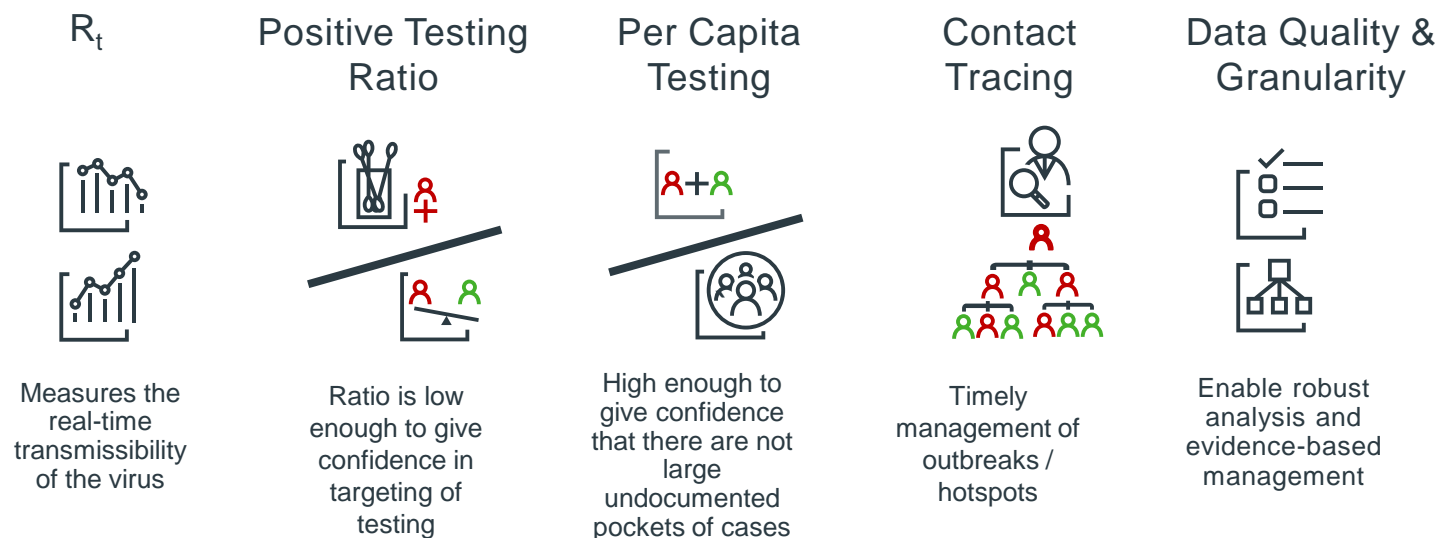 Rt
Positive Testing
Ratio
Per Capita
Testing
Contact
Tracing
Data Quality &
Granularity
Measures the
real-time
transmissibility
of the virus
Ratio is low
enough to give
confidence in
targeting of
testing
High enough to
give confidence
that there are not
large
undocumented
pockets of cases
Timely
management of
outbreaks /
hotspots
Enable robust
analysis and
evidence-based
management